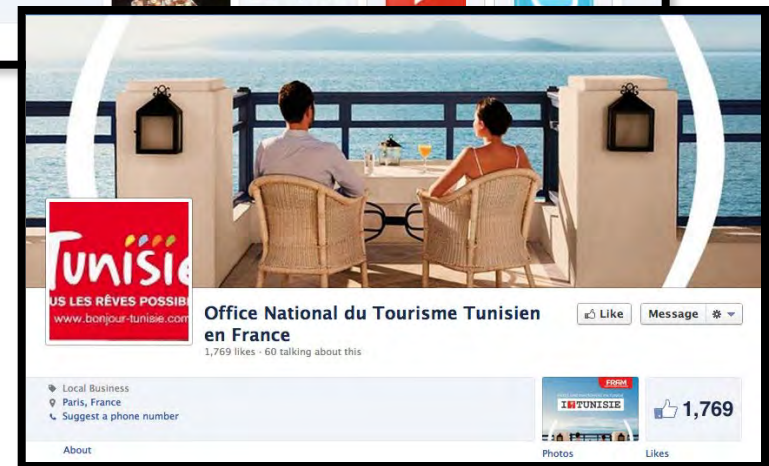 TUNISIE
US LES RÊVES POSSIB
www.bonjour-tunisie.com
Office National du Tourisme Tunisien
en France
1,769 likes · 60 talking about this
Like
Message
Local Business
Paris, France
Suggest a phone number
About
FRAM
TUNISIE
Photos
1,769
Likes